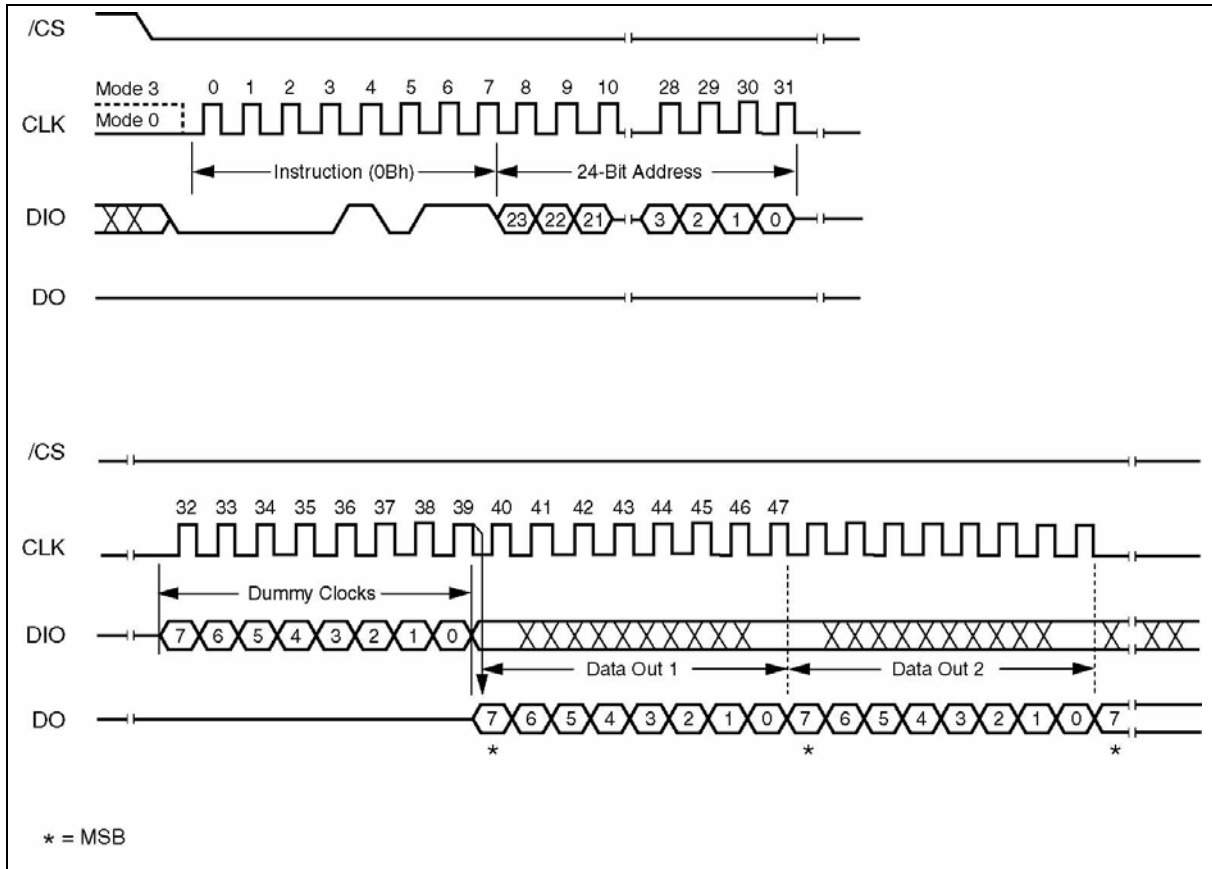 /CS
Mode 3
0 1 2 3 4 5 6 7 8 9 10 28 29 30 31
CLK
Mode 0
Instruction (0Bh) 24-Bit Address
DIO 23 22 21 3 2 1 0
DO
/CS
32 33 34 35 36 37 38 39 40 41 42 43 44 45 46 47
CLK
Dummy Clocks
DIO 7 6 5 4 3 2 1 0
Data Out 1 Data Out 2
DO 7 6 5 4 3 2 1 0 7 6 5 4 3 2 1 0 7
* * *
* = MSB